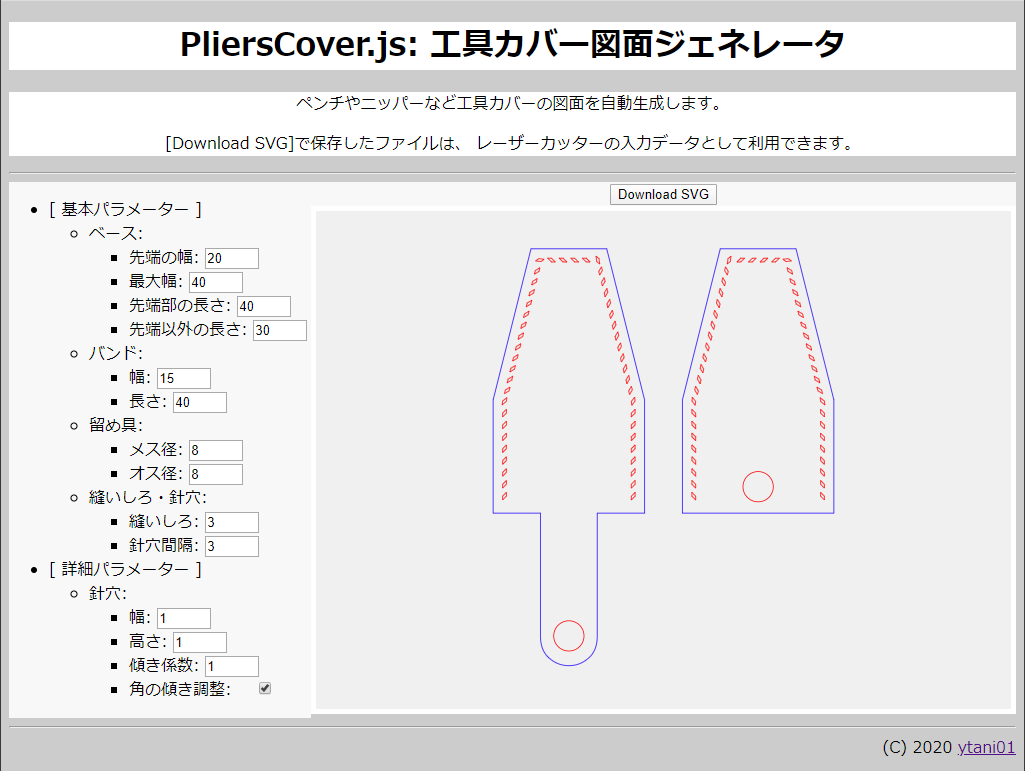 PliersCover.js: 工具カバー図面ジェネレータ
ペンチやニッパーなど工具カバーの図面を自動生成します。
[Download SVG]で保存したファイルは、 レーザーカッターの入力データとして利用できます。
Download SVG
[ 基本パラメーター ]
ベース:
先端の幅: 20
最大幅: 40
先端部の長さ: 40
先端以外の長さ: 30
バンド:
幅: 15
長さ: 40
留め具:
メス径: 8
オス径: 8
縫いしろ・針穴:
縫いしろ: 3
針穴間隔: 3
[ 詳細パラメーター ]
針穴:
幅: 1
高さ: 1
傾き係数: 1
角の傾き調整:
(C) 2020 ytani01